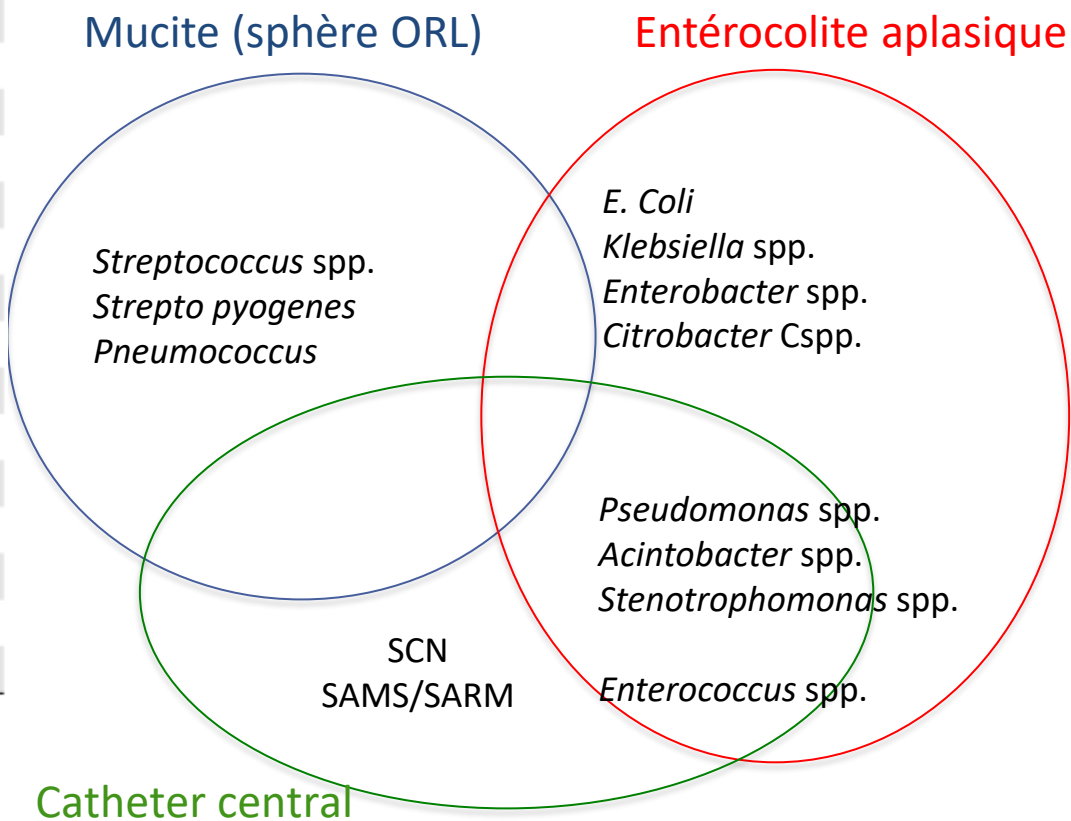 Mucite (sphère ORL)
Entérocolite aplasique
Streptococcus spp.
Strepto pyogenes
Pneumococcus
E. Coli
Klebsiella spp.
Enterobacter spp.
Citrobacter Cspp.
Pseudomonas spp.
Acintobacter spp.
Stenotrophomonas spp.
Enterococcus spp.
SCN
SAMS/SARM
Catheter central